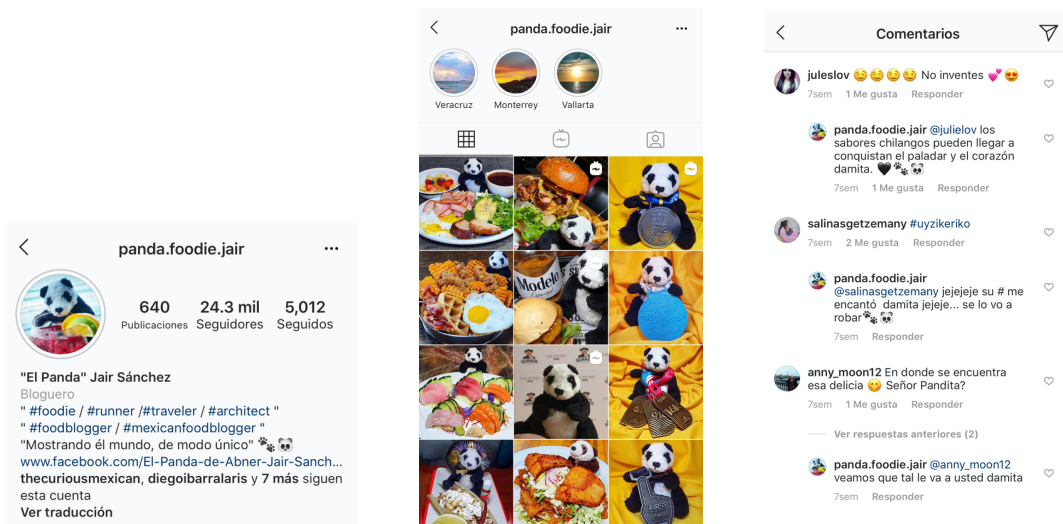 panda.foodie.jair
...
640
24.3 mil
5,012
Publicaciones
Seguidores
Seguidos
"El Panda" Jair Sánchez
Bloguero
" #foodie / #runner /#traveler / #architect "
" #foodblogger / #mexicanfoodblogger "
"Mostrando él mundo, de modo único" 🐾🐼
www.facebook.com/El-Panda-de-Abner-Jair-Sanch...
thecuriousmexican, diegoibarralaris y 7 más siguen
esta cuenta
Ver traducción
panda.foodie.jair
...
Veracruz
Monterrey
Vallarta
Modelo
Comentarios
juleslov 🤤🤤🤤🤤 No inventes 💕😍
7sem 1 Me gusta Responder
panda.foodie.jair @julielov los
sabores chilangos pueden llegar a
conquistan el paladar y el corazón
damita. 🖤🐾🐼
7sem 1 Me gusta Responder
salinasgetzemany #uyzikeriko
7sem 2 Me gusta Responder
panda.foodie.jair
@salinasgetzemany jejejeje su # me
encantó damita jejeje... se lo vo a
robar🐾🐼
7sem Responder
anny_moon12 En donde se encuentra
esa delicia 😋 Señor Pandita?
7sem 1 Me gusta Responder
Ver respuestas anteriores (2)
panda.foodie.jair @anny_moon12
veamos que tal le va a usted damita
7sem Responder